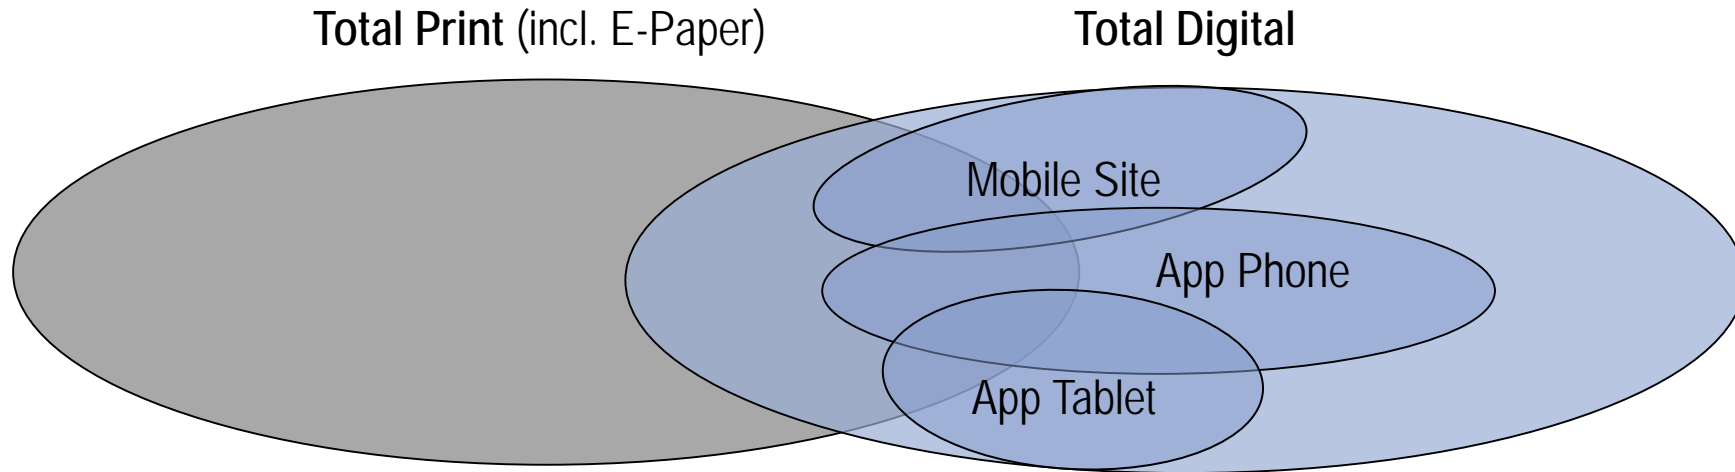 Total Print (incl. E-Paper)
Total Digital
Mobile Site
App Phone
App Tablet